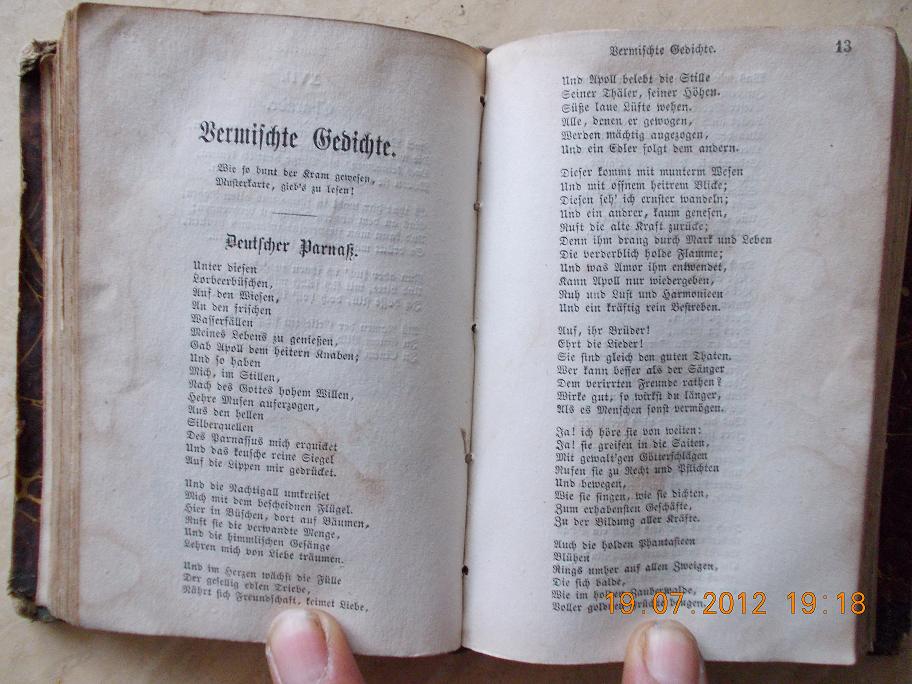 Vermischte Gedichte.
Wie so bunt der Kram gewesen,
Musterkarte, gieb's zu lesen!
Deutscher Parnaß.
Unter diesen
Lorbeerbüschen,
Auf den Wiesen,
An den frischen
Wasserfällen
Meines Lebens zu genießen,
Gab Apoll dem heitern Knaben;
Und so haben
Mich, im Stillen,
Nach des Gottes hohem Willen,
Hehre Musen auferzogen,
Aus den hellen
Silberquellen
Des Parnassus mich erquicket
Und das keusche reine Siegel
Auf die Lippen mir gedrücket.
Und die Nachtigall umkreiset
Mich mit dem bescheidnen Flügel.
Hier in Büschen, dort auf Bäumen,
Ruft sie die verwandte Menge,
Und die himmlischen Gesänge
Lehren mich von Liebe träumen.
Und im Herzen wächst die Fülle
Der gesellig edlen Triebe,
Nährt sich Freundschaft, keimet Liebe,
Vermischte Gedichte.
13
Und Apoll belebt die Stille
Seiner Thäler, seiner Höhen.
Süße laue Lüfte wehen.
Alle, denen er gewogen,
Werden mächtig angezogen,
Und ein Edler folgt dem andern.
Dieser kommt mit munterm Wesen
Und mit offnem heitrem Blicke;
Diesen seh' ich ernster wandeln;
Und ein andrer, kaum genesen,
Ruft die alte Kraft zurücke;
Denn ihm drang durch Mark und Leben
Die verderblich holde Flamme;
Und was Amor ihm entwendet,
Kann Apoll nur wiedergeben,
Ruh und Lust und Harmonieen
Und ein kräftig rein Bestreben.
Auf, ihr Brüder!
Ehrt die Lieder!
Sie sind gleich den guten Thaten.
Wer kann besser als der Sänger
Dem verirrten Freunde rathen?
Wirke gut, so wirkst du länger,
Als es Menschen sonst vermögen.
Ja! ich höre sie von weiten:
Ja! sie greifen in die Saiten,
Mit gewalt'gen Götterschlägen
Rufen sie zu Recht und Pflichten
Und bewegen,
Wie sie singen, wie sie dichten,
Zum erhabensten Geschäfte,
Zu der Bildung aller Kräfte.
Auch die holden Phantasieen
Blühen
Rings umher auf allen Zweigen,
Die sich balde,
Wie im holden Zauberwalde,
Voller goldnen Früchte beugen.
19.07.2012 19:18